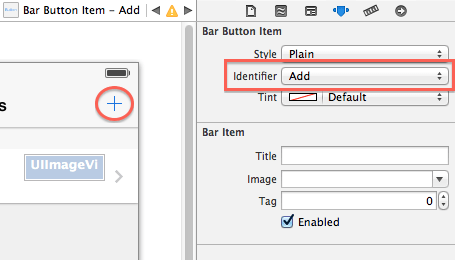 Bar Button Item – Add
s
UIImageVi
Bar Button Item
Style Plain
Identifier Add
Tint Default
Bar Item
Title
Image
Tag 0
Enabled